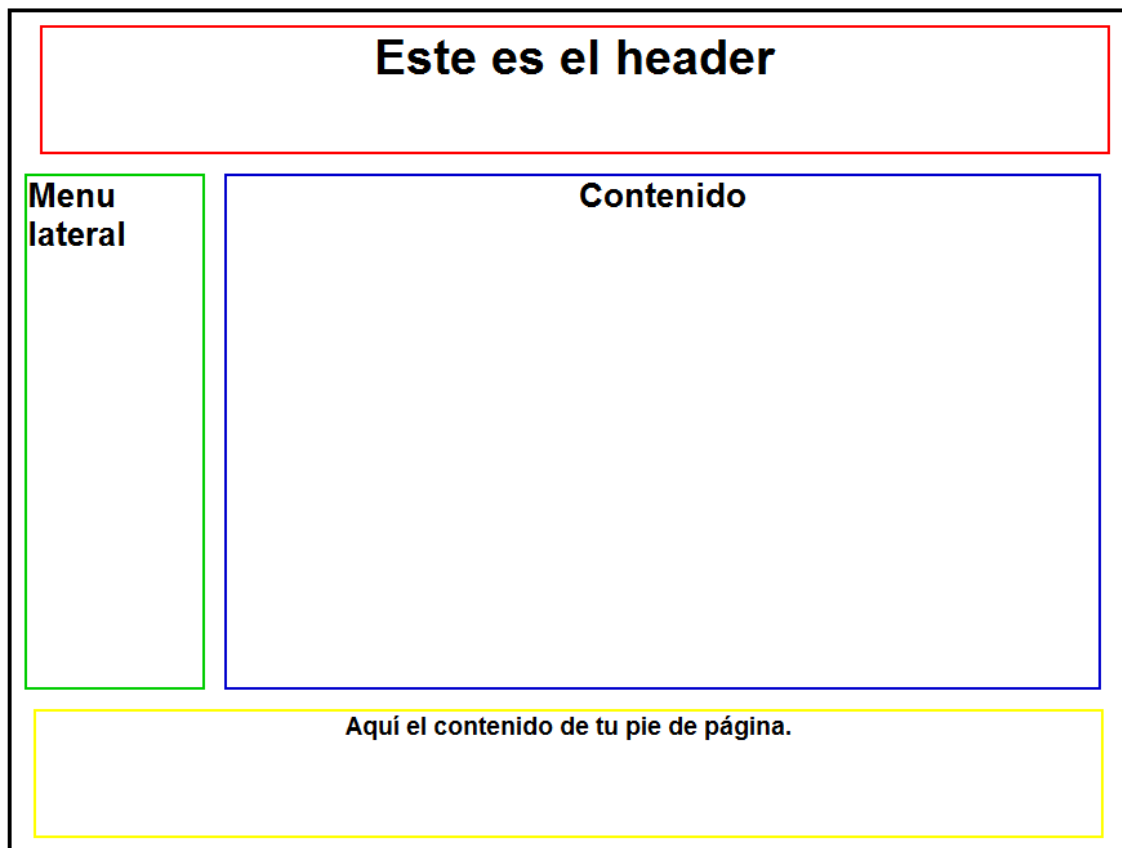 Este es el header
Menu
lateral
Contenido
Aquí el contenido de tu pie de página.